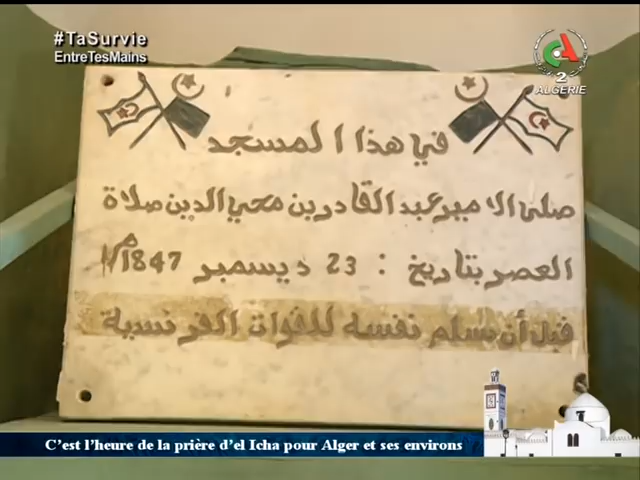 #TaSurvie
EntreTesMains
2
ALGERIE
في هذا المسجد
صلى الامير عبد القادر بن محي الدين صلاة
العصر بتاريخ : 23 ديسمبر 1847م
قبل أن يسلم نفسه للقوات الفرنسية
C'est l'heure de la prière d'el Icha pour Alger et ses environs